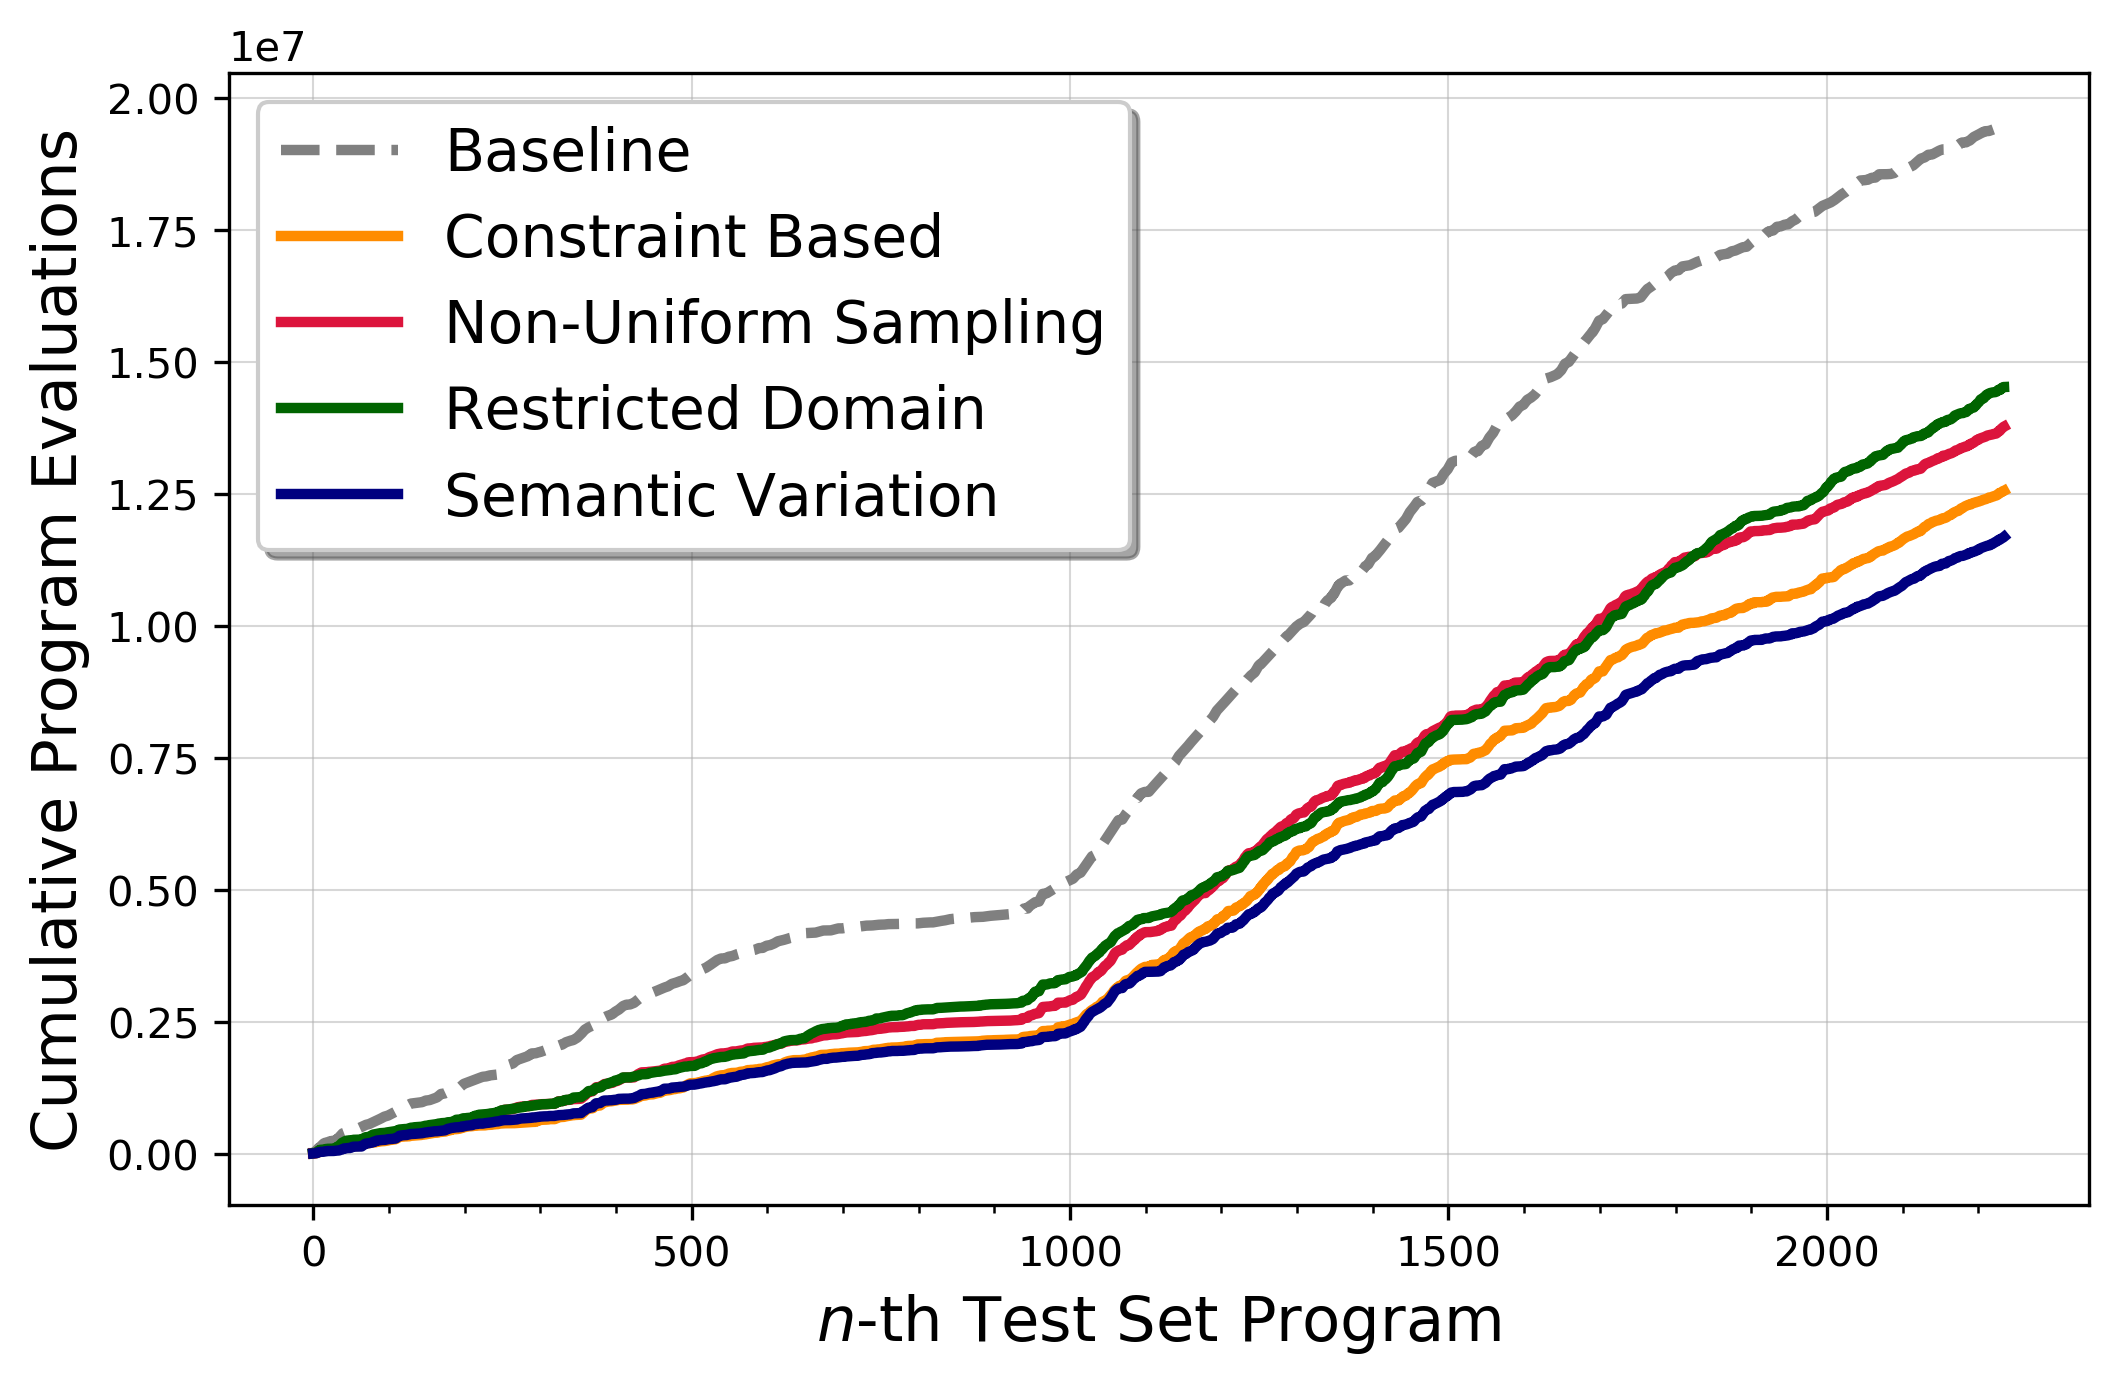 1e7
2.00
1.75
1.50
1.25
1.00
0.75
0.50
0.25
0.00
Cumulative Program Evaluations
Baseline
Constraint Based
Non-Uniform Sampling
Restricted Domain
Semantic Variation
0 500 1000 1500 2000
n-th Test Set Program